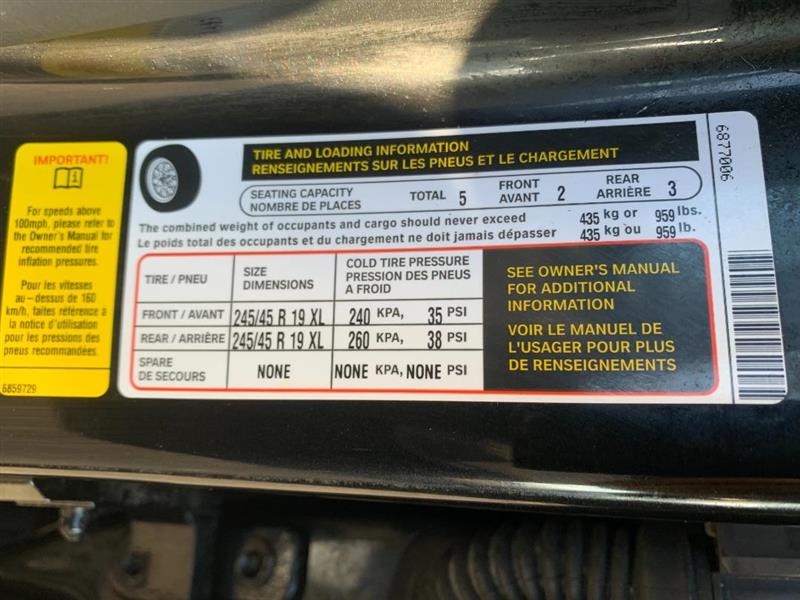 IMPORTANT!
For speeds above
100mph, please refer to
the Owner's Manual for
recommended tire
inflation pressures.
Pour les vitesses
au-dessus de 160
km/h, faites référence à
la notice d'utilisation
pour les pressions des
pneus recommandées.
6859729
TIRE AND LOADING INFORMATION
RENSEIGNEMENTS SUR LES PNEUS ET LE CHARGEMENT
SEATING CAPACITY
NOMBRE DE PLACES
TOTAL 5
FRONT
AVANT 2
REAR
ARRIÈRE 3
The combined weight of occupants and cargo should never exceed 435 kg or 959 lbs.
Le poids total des occupants et du chargement ne doit jamais dépasser 435 kg ou 959 lb.
TIRE / PNEU
SIZE
DIMENSIONS
COLD TIRE PRESSURE
PRESSION DES PNEUS
A FROID
FRONT / AVANT 245/45 R 19 XL 240 KPA, 35 PSI
REAR / ARRIÈRE 245/45 R 19 XL 260 KPA, 38 PSI
SPARE
DE SECOURS
NONE
NONE KPA, NONE PSI
SEE OWNER'S MANUAL
FOR ADDITIONAL
INFORMATION
VOIR LE MANUEL DE
L'USAGER POUR PLUS
DE RENSEIGNEMENTS
6877006